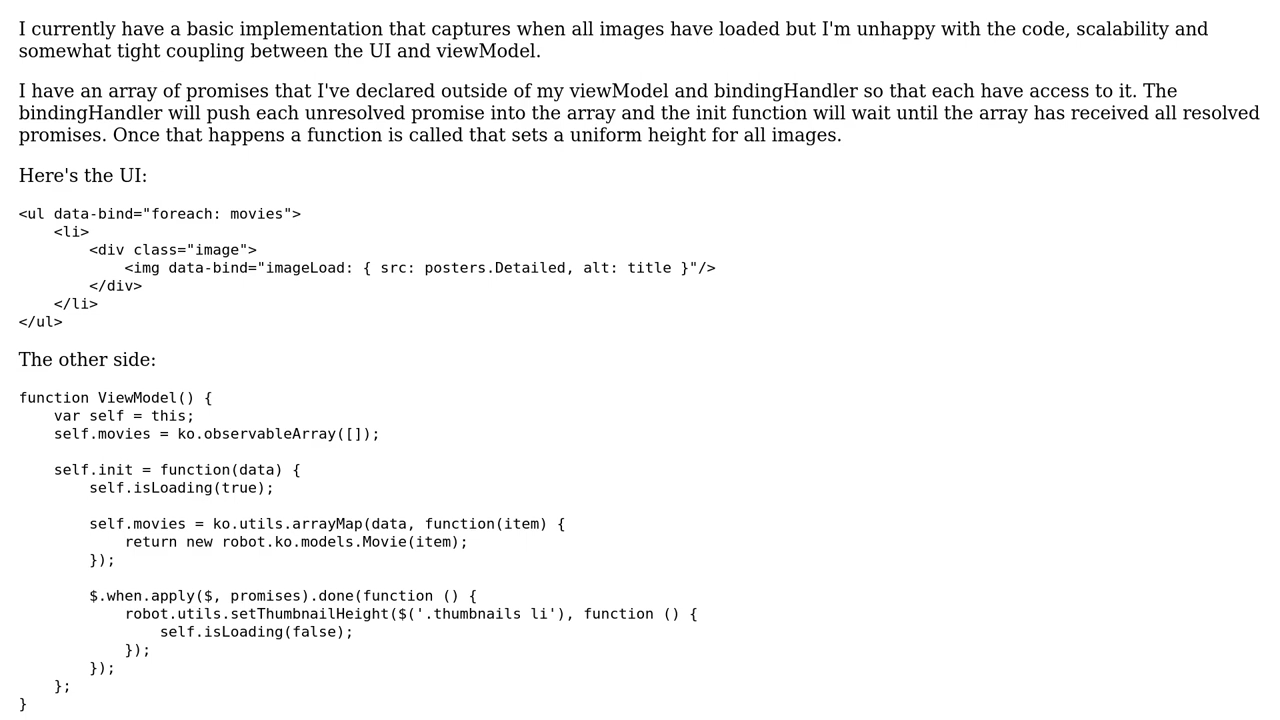 I currently have a basic implementation that captures when all images have loaded but I'm unhappy with the code, scalability and
somewhat tight coupling between the UI and viewModel.
I have an array of promises that I've declared outside of my viewModel and bindingHandler so that each have access to it. The
bindingHandler will push each unresolved promise into the array and the init function will wait until the array has received all resolved
promises. Once that happens a function is called that sets a uniform height for all images.
Here's the UI:
<ul data-bind="foreach: movies">
    <li>
        <div class="image">
            <img data-bind="imageLoad: { src: posters.Detailed, alt: title }"/>
        </div>
    </li>
</ul>
The other side:
function ViewModel() {
    var self = this;
    self.movies = ko.observableArray([]);
    self.init = function(data) {
        self.isLoading(true);
        self.movies = ko.utils.arrayMap(data, function(item) {
            return new robot.ko.models.Movie(item);
        });
        $.when.apply($, promises).done(function () {
            robot.utils.setThumbnailHeight($('.thumbnails li'), function () {
                self.isLoading(false);
            });
        });
    };
}